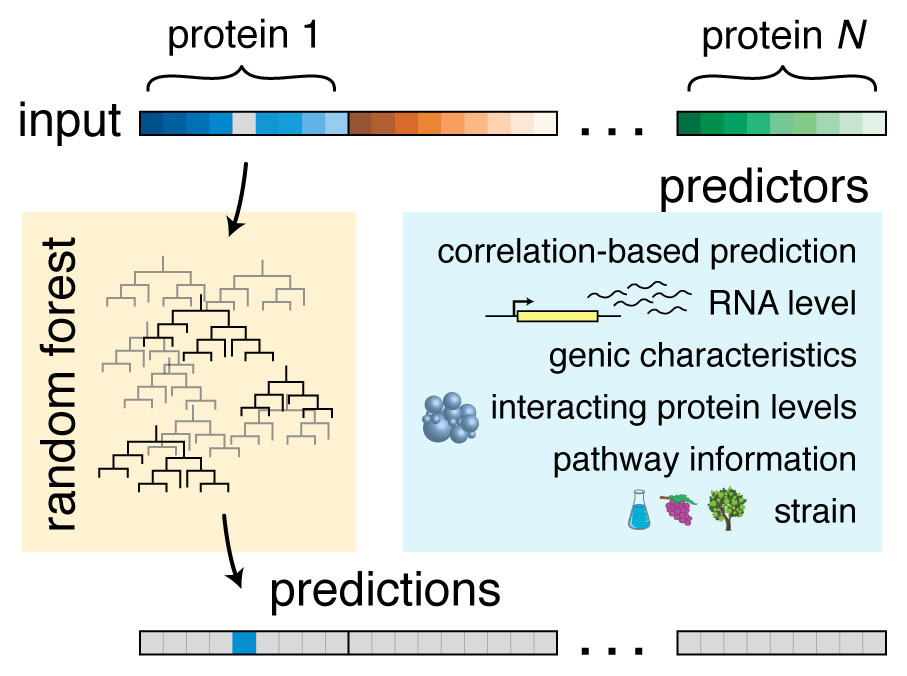 protein 1
protein N
input
. . .
predictors
random forest
correlation-based prediction
RNA level
genic characteristics
interacting protein levels
pathway information
strain
predictions
. . .